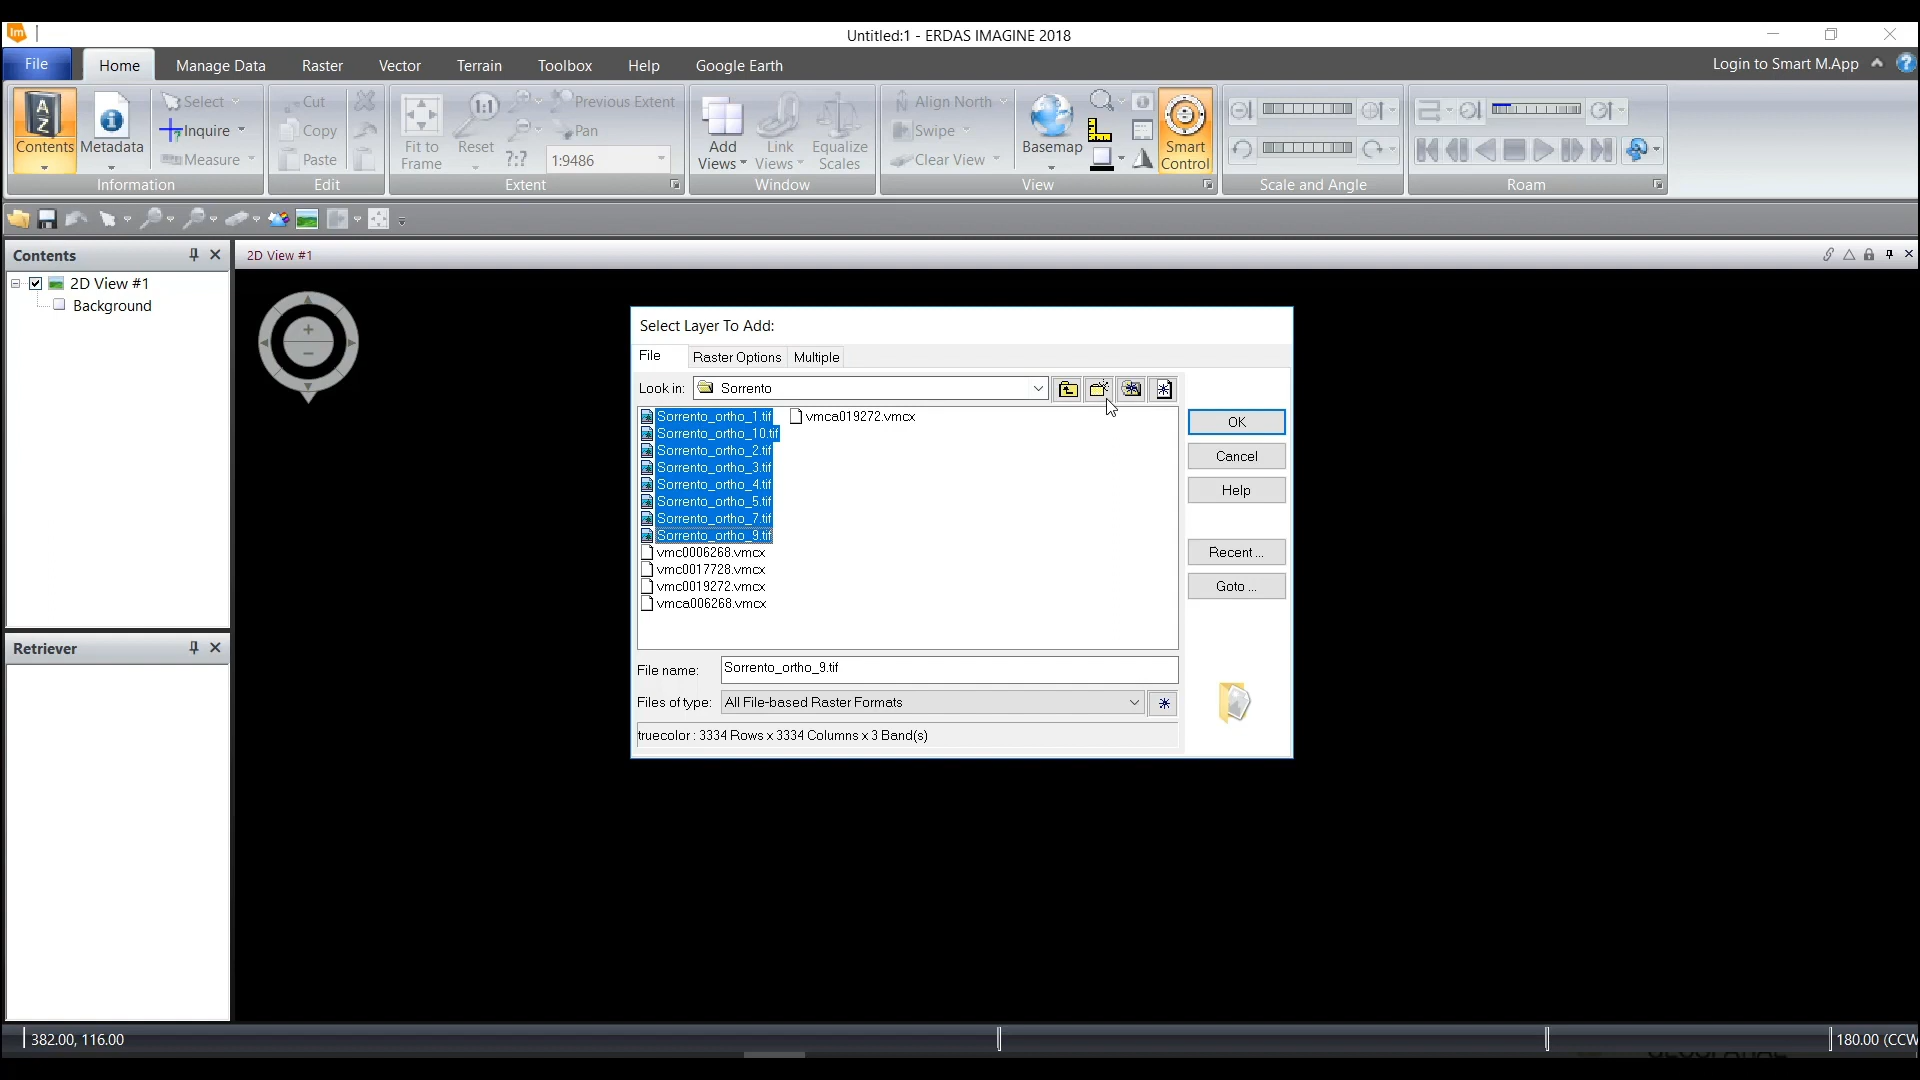 Im
Untitled:1 - ERDAS IMAGINE 2018
File Home Manage Data Raster Vector Terrain Toolbox Help Google Earth
Login to Smart M.App ?
A Z
Contents
Metadata
Select
Inquire
Measure
Information
Cut
Copy
Paste
Edit
Fit to
Frame
1:1
Reset
?:?
Previous Extent
Pan
1:9486
Extent
Add
Views
Link
Views
Equalize
Scales
Window
Align North
Swipe
Clear View
Basemap
Smart
Control
View
Scale and Angle
Roam
Contents
2D View #1
Background
2D View #1
Retriever
Select Layer To Add:
File Raster Options Multiple
Look in: Sorrento
Sorrento_ortho_1.tif
Sorrento_ortho_10.tif
Sorrento_ortho_2.tif
Sorrento_ortho_3.tif
Sorrento_ortho_4.tif
Sorrento_ortho_5.tif
Sorrento_ortho_7.tif
Sorrento_ortho_9.tif
vmc0006268.vmcx
vmc0017728.vmcx
vmc0019272.vmcx
vmca006268.vmcx
vmca019272.vmcx
OK
Cancel
Help
Recent ...
Goto ...
File name: Sorrento_ortho_9.tif
Files of type: All File-based Raster Formats
truecolor : 3334 Rows x 3334 Columns x 3 Band(s)
382.00, 116.00
180.00 (CCW